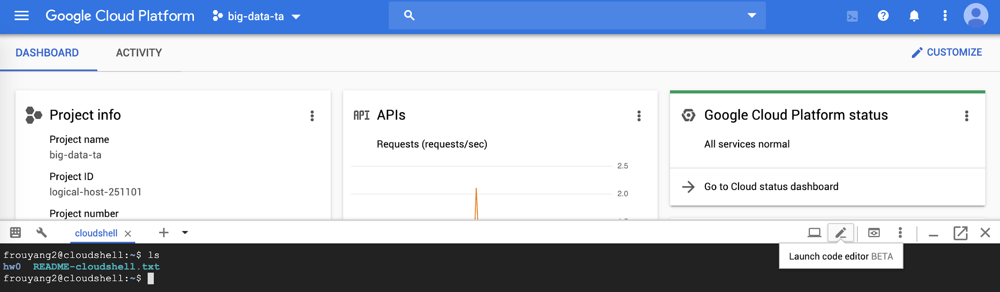 Google Cloud Platform
big-data-ta
DASHBOARD
ACTIVITY
CUSTOMIZE
Project info
Project name
big-data-ta
Project ID
logical-host-251101
Project number
API APIs
Requests (requests/sec)
2.5
2.0
Google Cloud Platform status
All services normal
Go to Cloud status dashboard
cloudshell
Launch code editor BETA
frouyang2@cloudshell:~$ ls
hw0 README-cloudshell.txt
frouyang2@cloudshell:~$